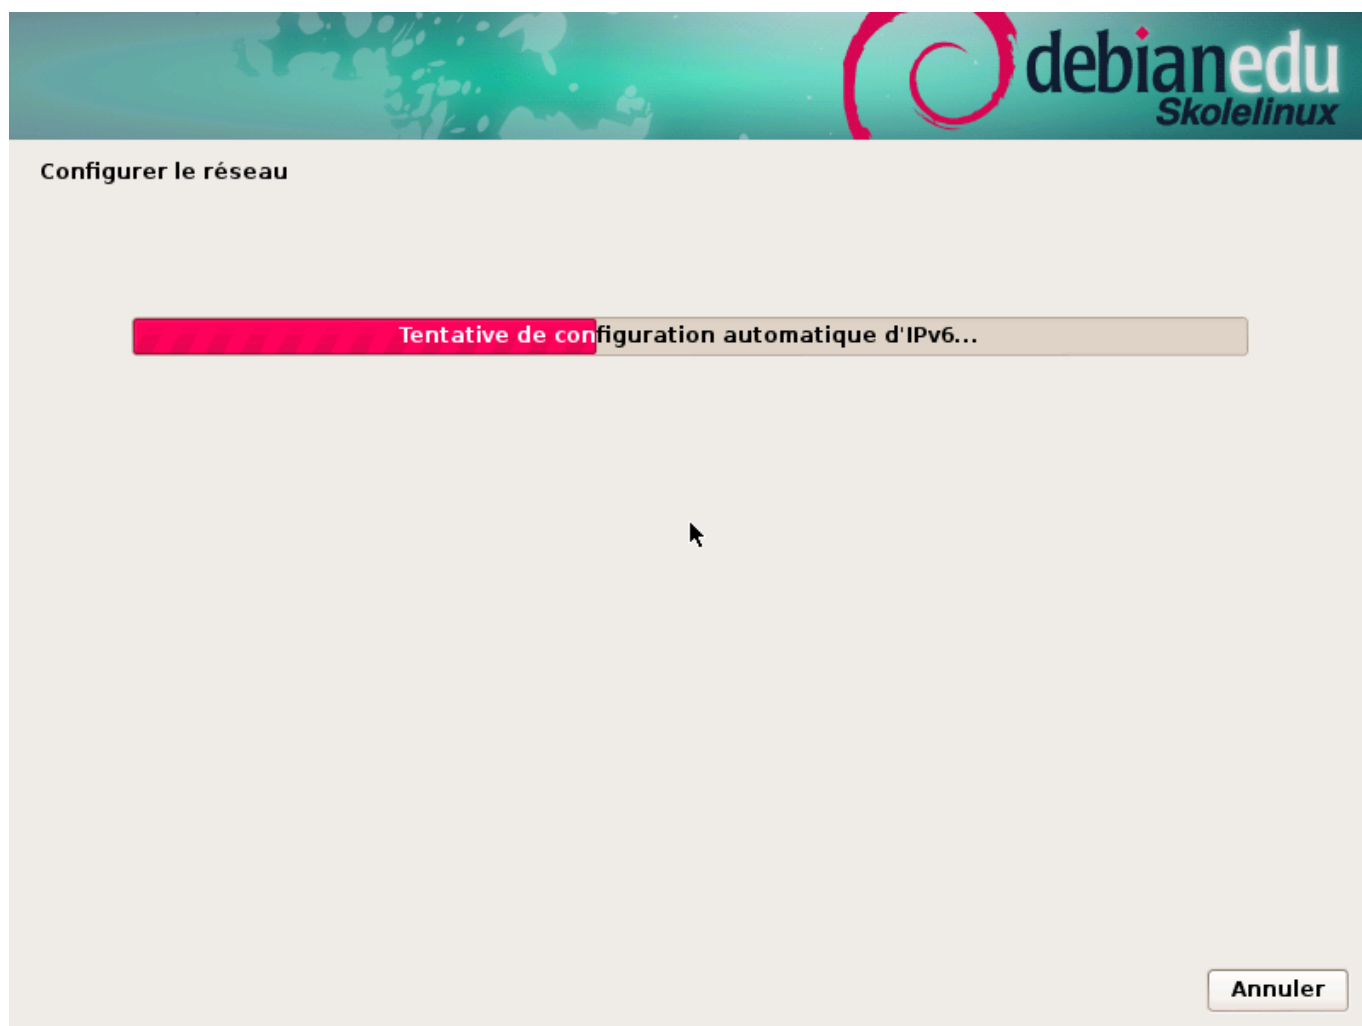 debianedu
Skolelinux
Configurer le réseau
Tentative de configuration automatique d'IPv6...
Annuler